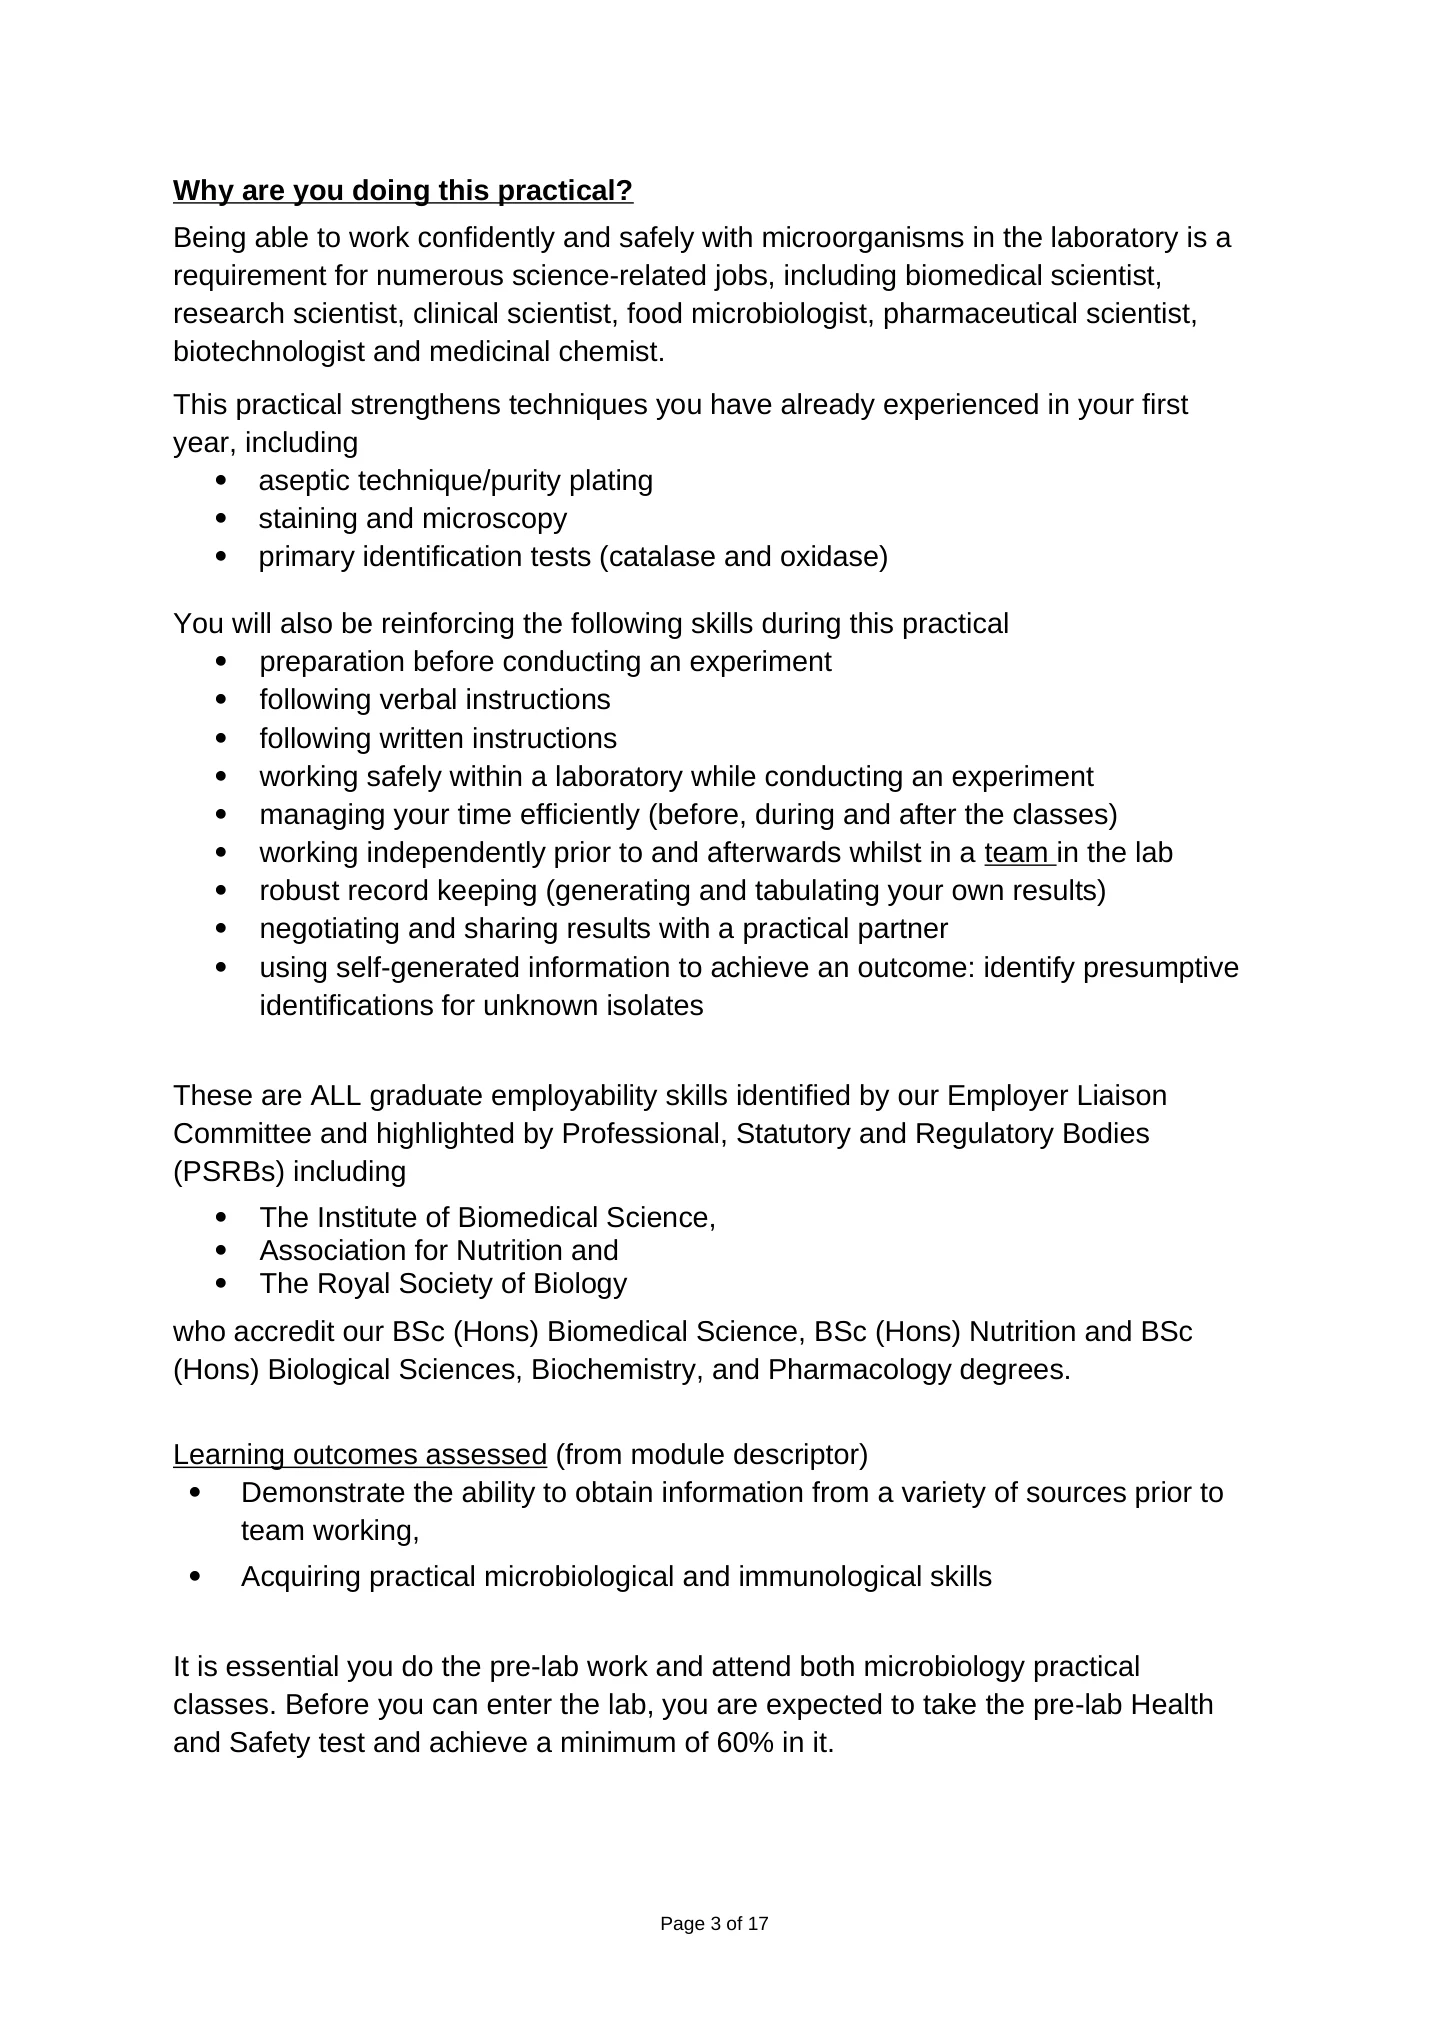 Why are you doing this practical?
Being able to work confidently and safely with microorganisms in the laboratory is a
requirement for numerous science-related jobs, including biomedical scientist,
research scientist, clinical scientist, food microbiologist, pharmaceutical scientist,
biotechnologist and medicinal chemist.
This practical strengthens techniques you have already experienced in your first
year, including
• aseptic technique/purity plating
• staining and microscopy
• primary identification tests (catalase and oxidase)
You will also be reinforcing the following skills during this practical
• preparation before conducting an experiment
• following verbal instructions
• following written instructions
• working safely within a laboratory while conducting an experiment
• managing your time efficiently (before, during and after the classes)
• working independently prior to and afterwards whilst in a team in the lab
• robust record keeping (generating and tabulating your own results)
• negotiating and sharing results with a practical partner
• using self-generated information to achieve an outcome: identify presumptive
identifications for unknown isolates
These are ALL graduate employability skills identified by our Employer Liaison
Committee and highlighted by Professional, Statutory and Regulatory Bodies
(PSRBs) including
• The Institute of Biomedical Science,
• Association for Nutrition and
• The Royal Society of Biology
who accredit our BSc (Hons) Biomedical Science, BSc (Hons) Nutrition and BSc
(Hons) Biological Sciences, Biochemistry, and Pharmacology degrees.
Learning outcomes assessed (from module descriptor)
• Demonstrate the ability to obtain information from a variety of sources prior to
team working,
• Acquiring practical microbiological and immunological skills
It is essential you do the pre-lab work and attend both microbiology practical
classes. Before you can enter the lab, you are expected to take the pre-lab Health
and Safety test and achieve a minimum of 60% in it.
Page 3 of 17